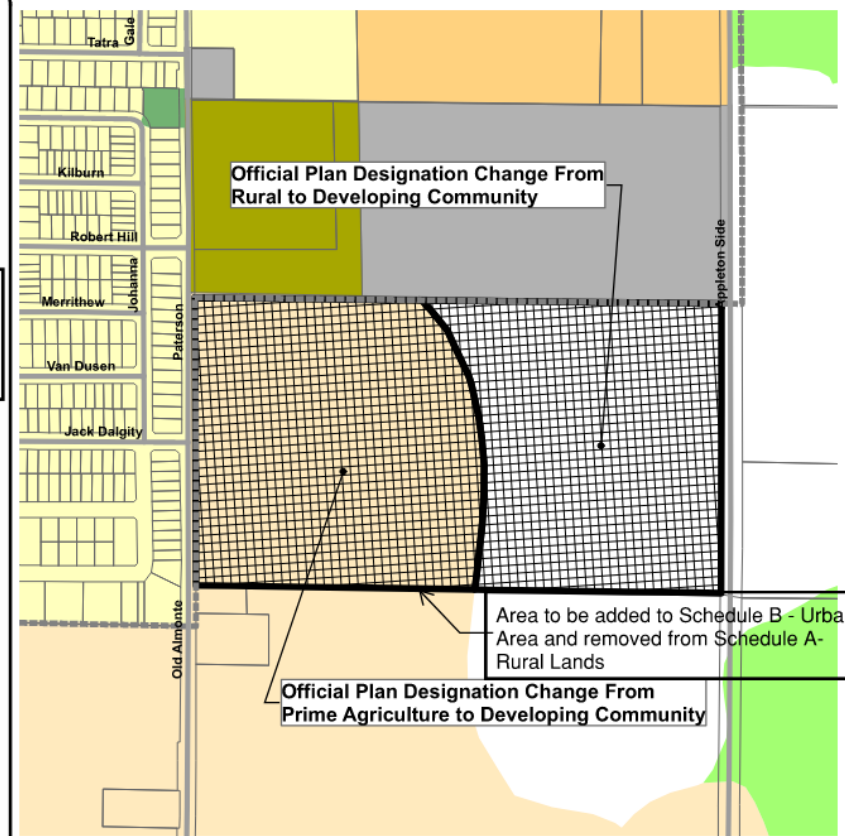 Gale
Tatra
Kilburn
Robert Hill
Johanna
Merrithew
Paterson
Van Dusen
Jack Dalgity
Old Almonte
Appleton Side
Official Plan Designation Change From
Rural to Developing Community
Area to be added to Schedule B - Urba
Area and removed from Schedule A-
Rural Lands
Official Plan Designation Change From
Prime Agriculture to Developing Community